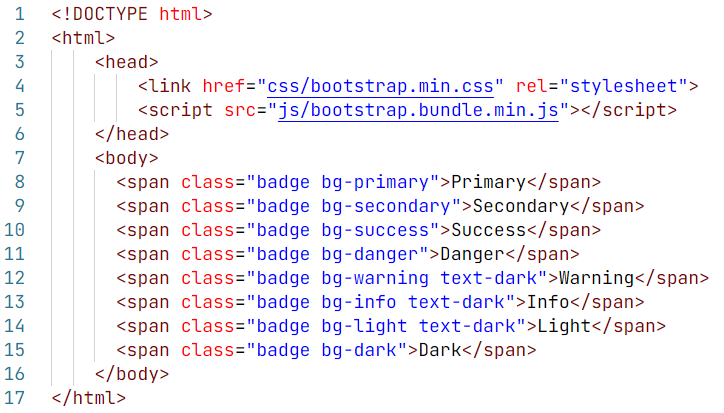 1 <!DOCTYPE html>
2 <html>
3 <head>
4 <link href="css/bootstrap.min.css" rel="stylesheet">
5 <script src="js/bootstrap.bundle.min.js"></script>
6 </head>
7 <body>
8 <span class="badge bg-primary">Primary</span>
9 <span class="badge bg-secondary">Secondary</span>
10 <span class="badge bg-success">Success</span>
11 <span class="badge bg-danger">Danger</span>
12 <span class="badge bg-warning text-dark">Warning</span>
13 <span class="badge bg-info text-dark">Info</span>
14 <span class="badge bg-light text-dark">Light</span>
15 <span class="badge bg-dark">Dark</span>
16 </body>
17 </html>